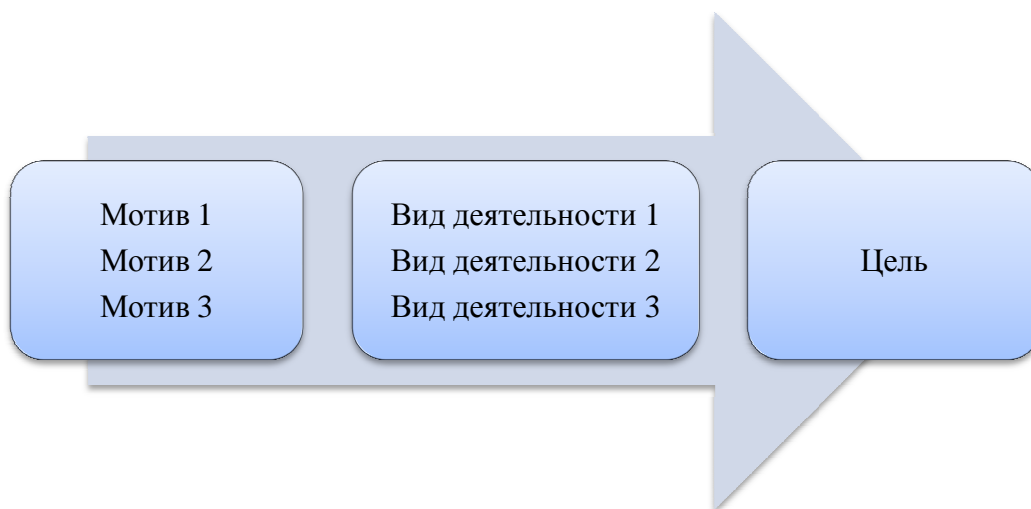 Мотив 1
Мотив 2
Мотив 3
Вид деятельности 1
Вид деятельности 2
Вид деятельности 3
Цель